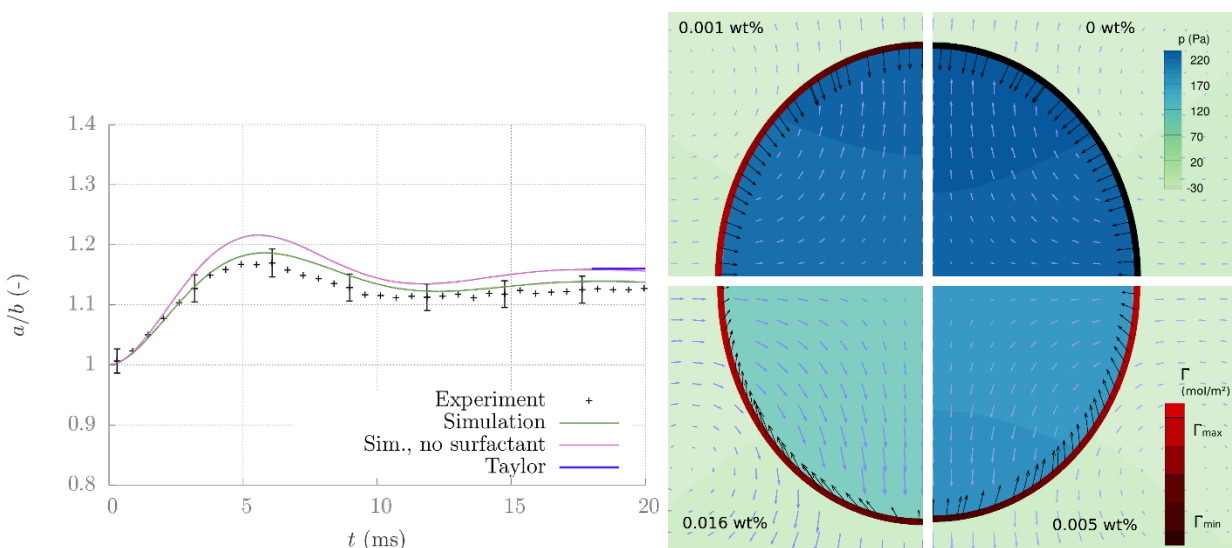 1.4
1.3
1.2
1.1
1
0.9
0.8
a/b (-)
0
5
10
15
20
t (ms)
Experiment
Simulation
Sim., no surfactant
Taylor
0.001 wt%
0 wt%
p (Pa)
220
170
120
70
20
-30
0.016 wt%
0.005 wt%
Γ
(mol/m²)
Γmax
Γmin